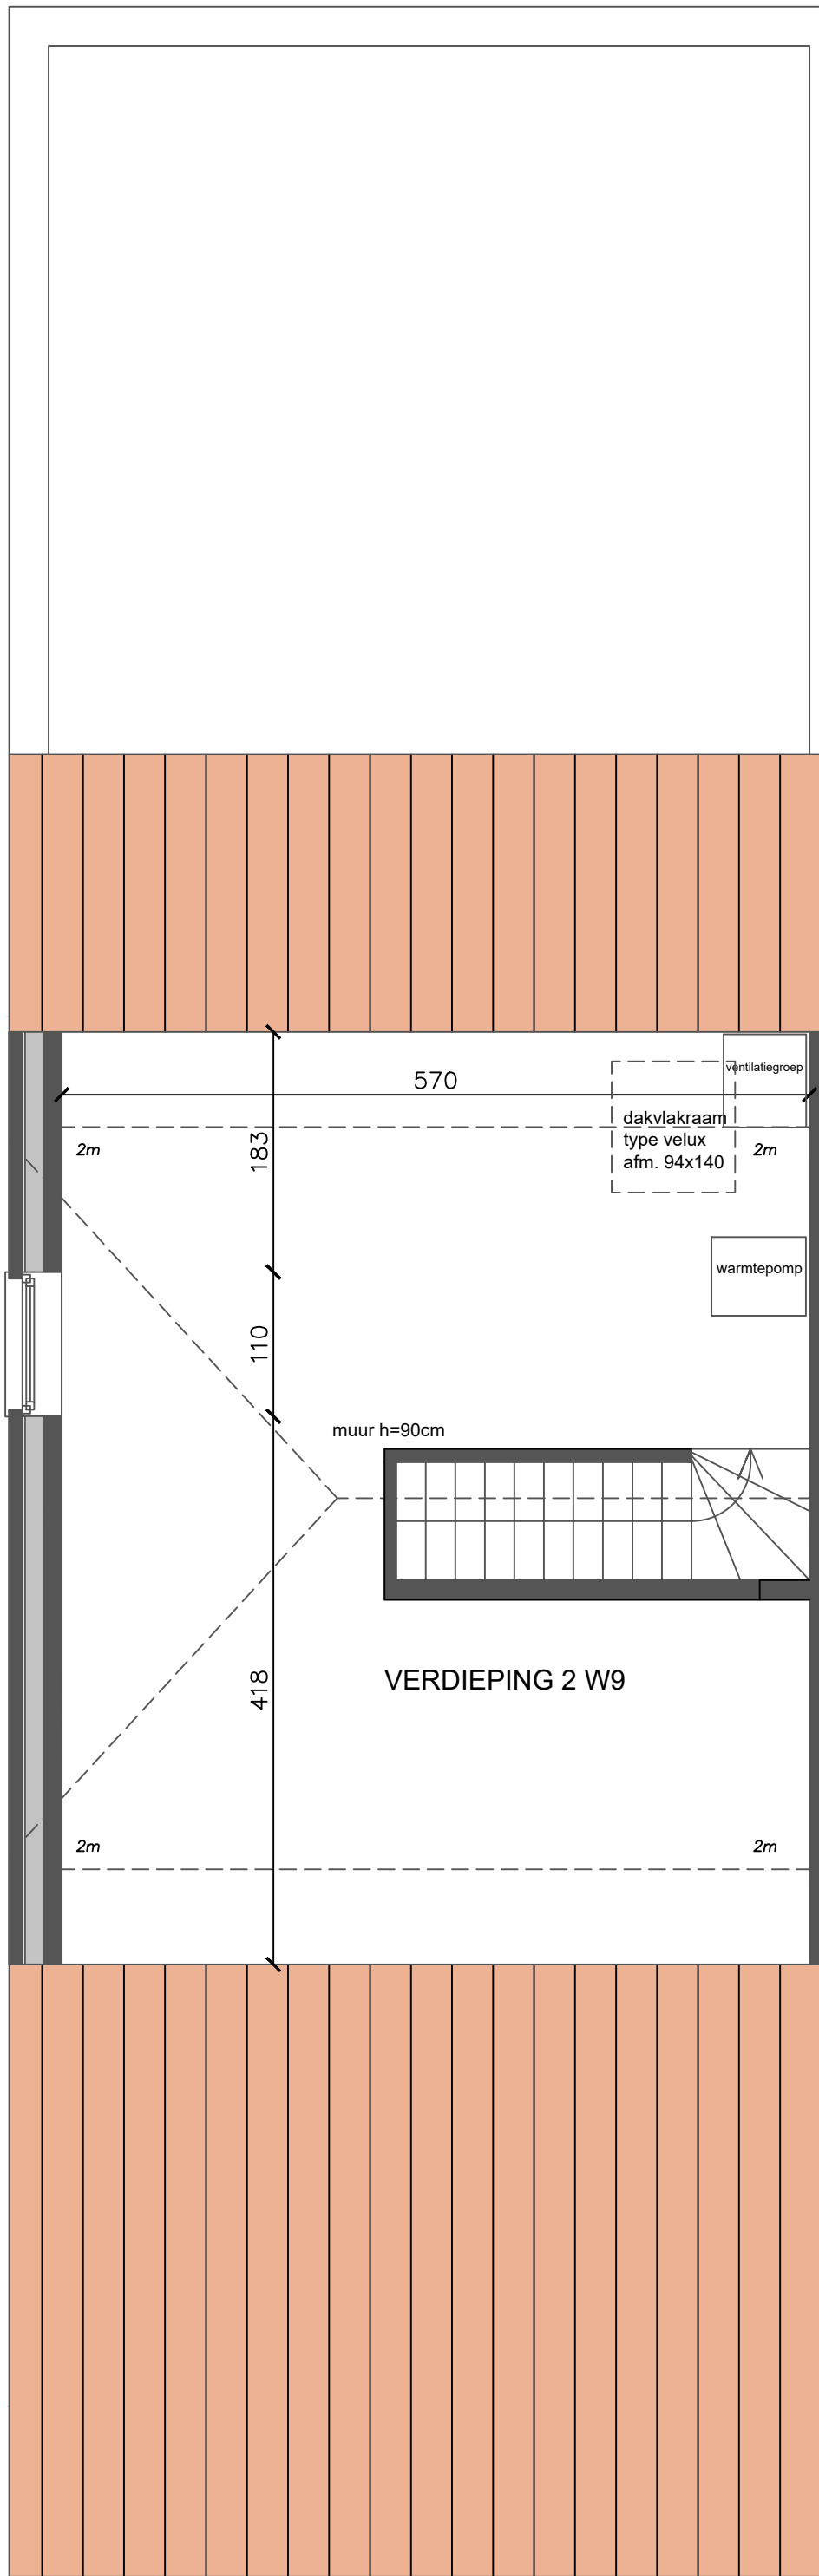 ventilatiegroep
570
dakvlakraam
type velux
afm. 94x140
2m
183
2m
warmtepomp
110
muur h=90cm
VERDIEPING 2 W9
418
2m
2m